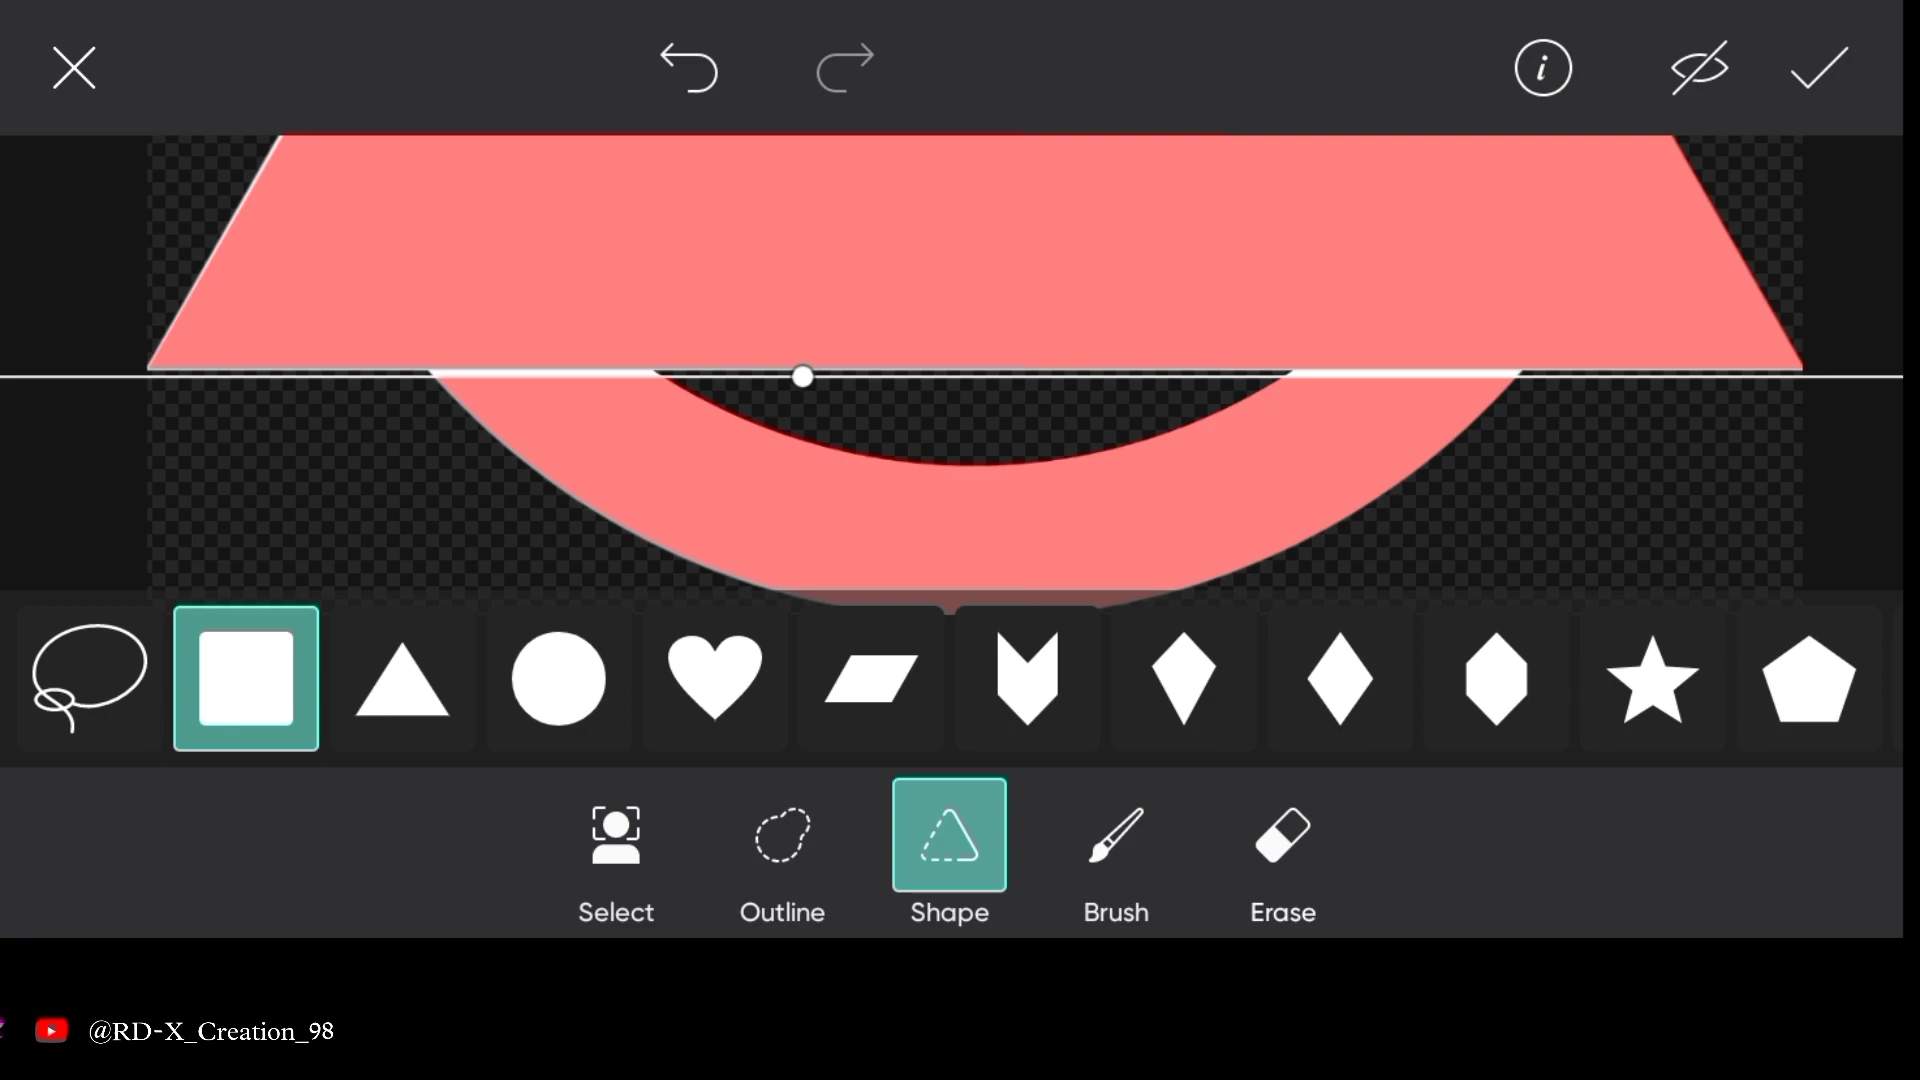 i
Select
Outline
Shape
Brush
Erase
@RD-X_Creation_98